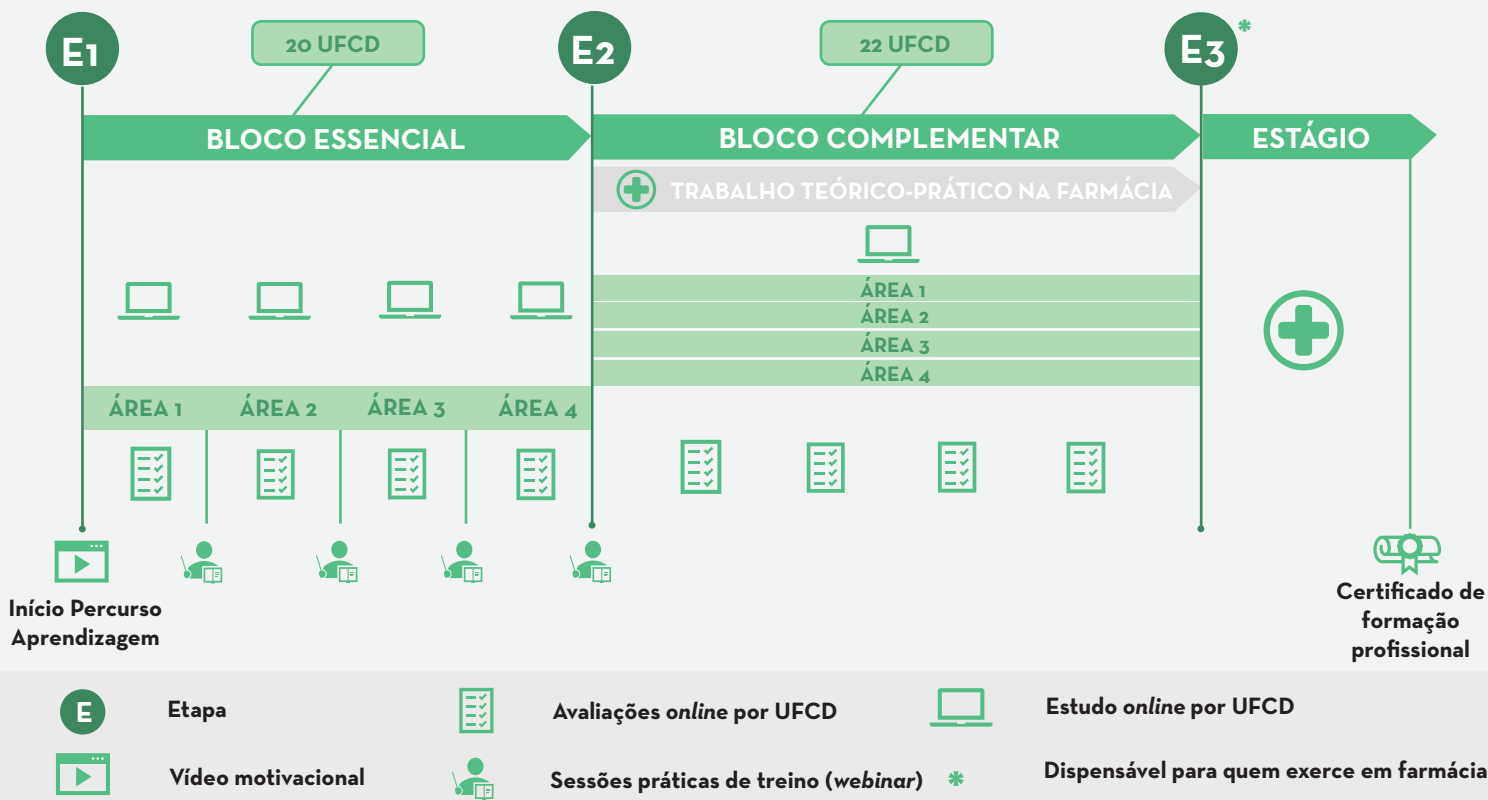 E1
20 UFCD
E2
22 UFCD
E3 *
BLOCO ESSENCIAL
BLOCO COMPLEMENTAR
ESTÁGIO
TRABALHO TEÓRICO-PRÁTICO NA FARMÁCIA
ÁREA 1
ÁREA 2
ÁREA 3
ÁREA 4
ÁREA 1
ÁREA 2
ÁREA 3
ÁREA 4
Início Percurso
Aprendizagem
Certificado de
formação
profissional
E
Etapa
Avaliações online por UFCD
Estudo online por UFCD
Vídeo motivacional
Sessões práticas de treino (webinar)
* Dispensável para quem exerce em farmácia